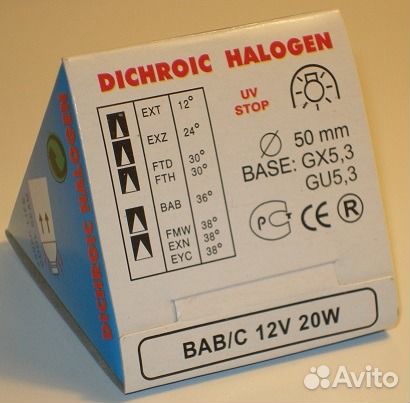 DICHROIC HALOGEN
DICHROIC HALOGEN
EXT 12°
EXZ 24°
FTD 30°
FTH 30°
BAB 36°
FMW 38°
EXN 38°
EYC 38°
UV
STOP
50 mm
BASE: GX5,3
GU5,3
CE ®
BAB/C 12V 20W
Avito